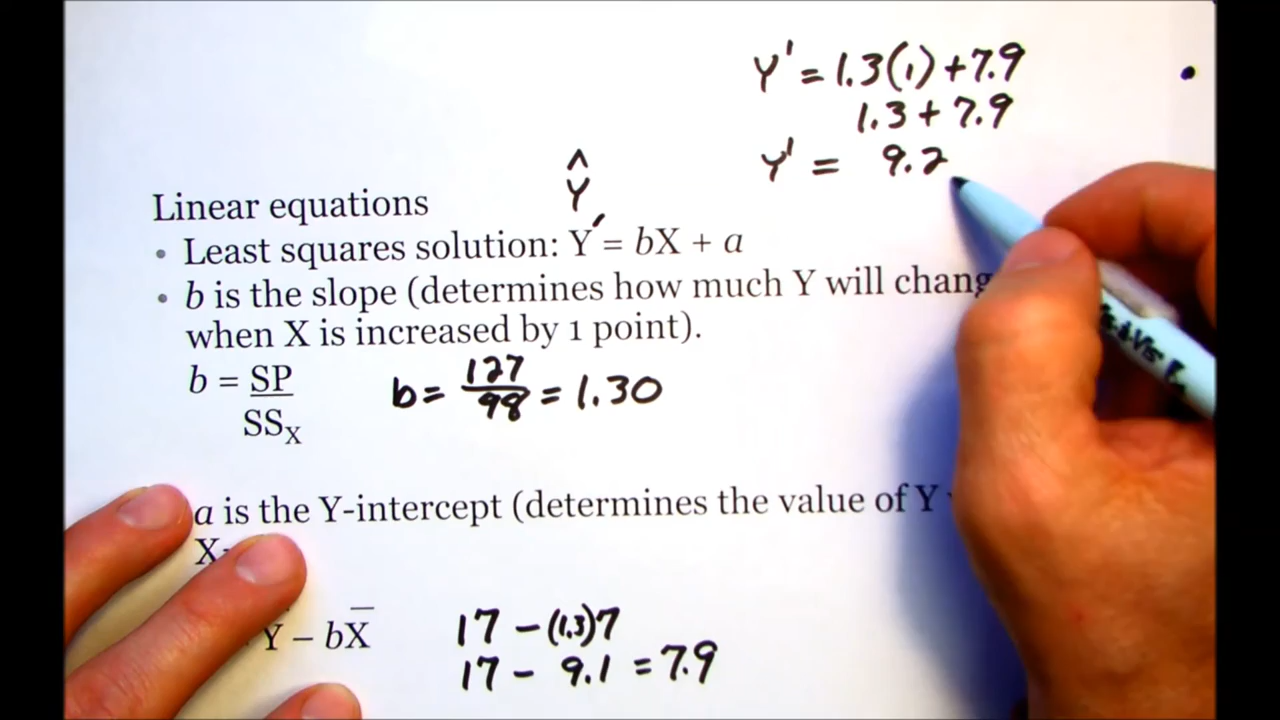 Y' = 1.3(1) + 7.9
1.3 + 7.9
Y' = 9.2
^
Y
Linear equations
• Least squares solution: Y' = bX + a
• b is the slope (determines how much Y will
when X is increased by 1 point).
b = SP
SSX
b = 127
98
= 1.30
a is the Y-intercept (determines the value of Y
X
Y̅ – bX̅
17 - (1.3)7
17 - 9.1 = 7.9